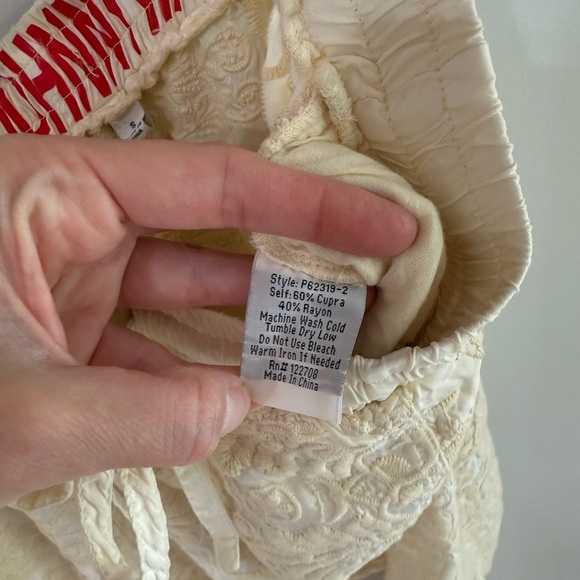 S
Style: P62319-2
Self: 60% Cupra
40% Rayon
Machine Wash Cold
Tumble Dry Low
Do Not Use Bleach
Warm Iron If Needed
Rn# 122708
Made In China